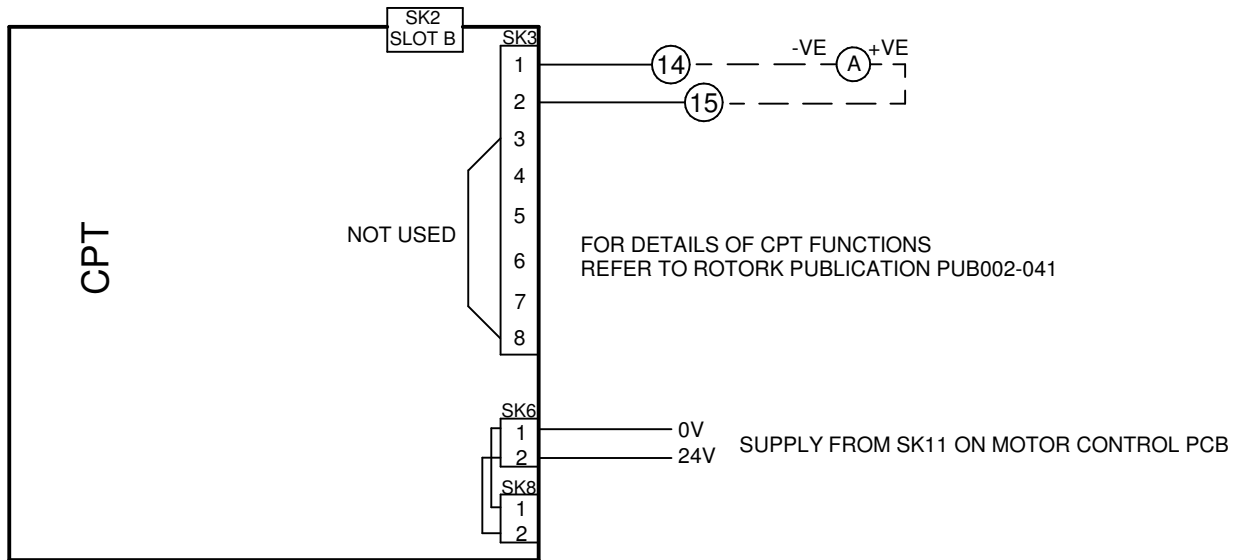 SK2
SLOT B
SK3
1
2
3
4
5
6
7
8
14
-VE
A
+VE
15
NOT USED
CPT
FOR DETAILS OF CPT FUNCTIONS
REFER TO ROTORK PUBLICATION PUB002-041
SK6
1
2
0V
24V
SUPPLY FROM SK11 ON MOTOR CONTROL PCB
SK8
1
2